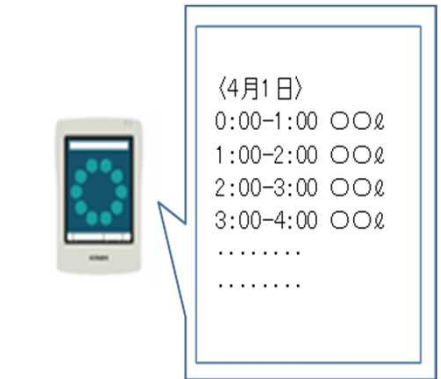 〈4月1日〉
0:00-1:00 〇〇ℓ
1:00-2:00 〇〇ℓ
2:00-3:00 〇〇ℓ
3:00-4:00 〇〇ℓ
........
........